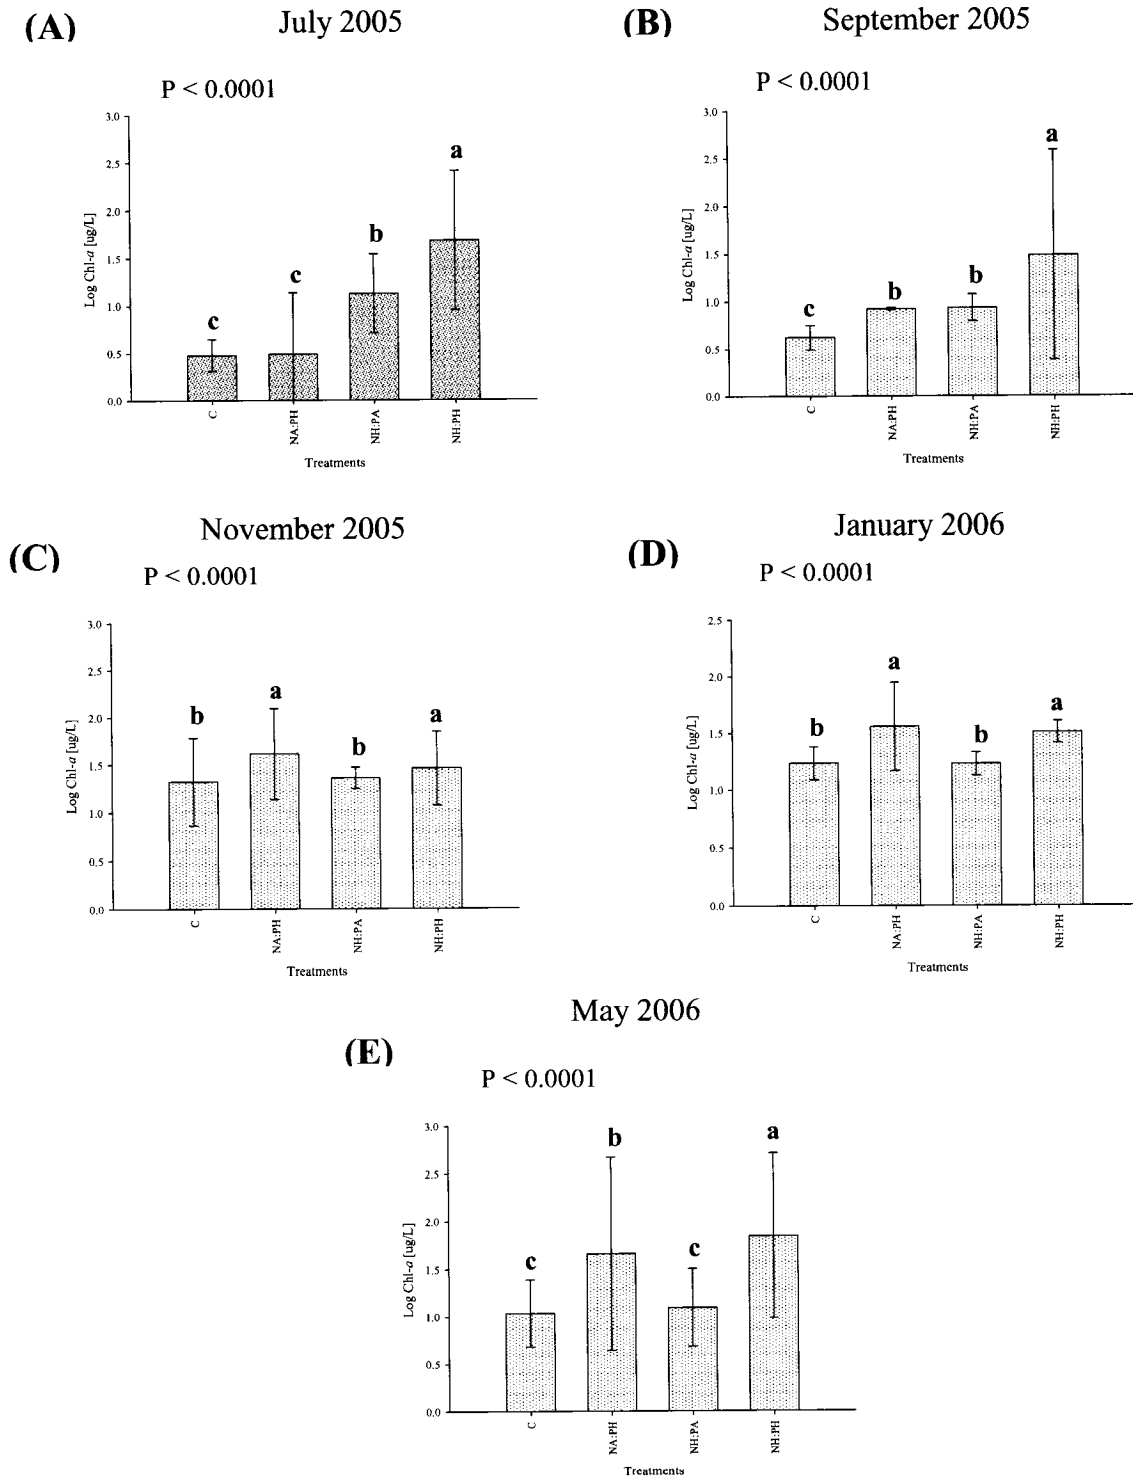 (A)
July 2005
P < 0.0001
a
b
c
c
3.0
2.5
2.0
1.5
1.0
0.5
0.0
Log Chl-a [ug/L]
C
NA:PH
NH:PA
NH:PH
Treatments
(B)
September 2005
P < 0.0001
a
b
b
c
3.0
2.5
2.0
1.5
1.0
0.5
0.0
Log Chl-a [ug/L]
C
NA:PH
NH:PA
NH:PH
Treatments
(C)
November 2005
P < 0.0001
b
a
b
a
3.0
2.5
2.0
1.5
1.0
0.5
0.0
Log Chl-a [ug/L]
C
NA:PH
NH:PA
NH:PH
Treatments
(D)
January 2006
P < 0.0001
b
a
b
a
2.5
2.0
1.5
1.0
0.5
0.0
Log Chl-a [ug/L]
C
NA:PH
NH:PA
NH:PH
Treatments
(E)
May 2006
P < 0.0001
c
b
c
a
3.0
2.5
2.0
1.5
1.0
0.5
0.0
Log Chl-a [ug/L]
C
NA:PH
NH:PA
NH:PH
Treatments